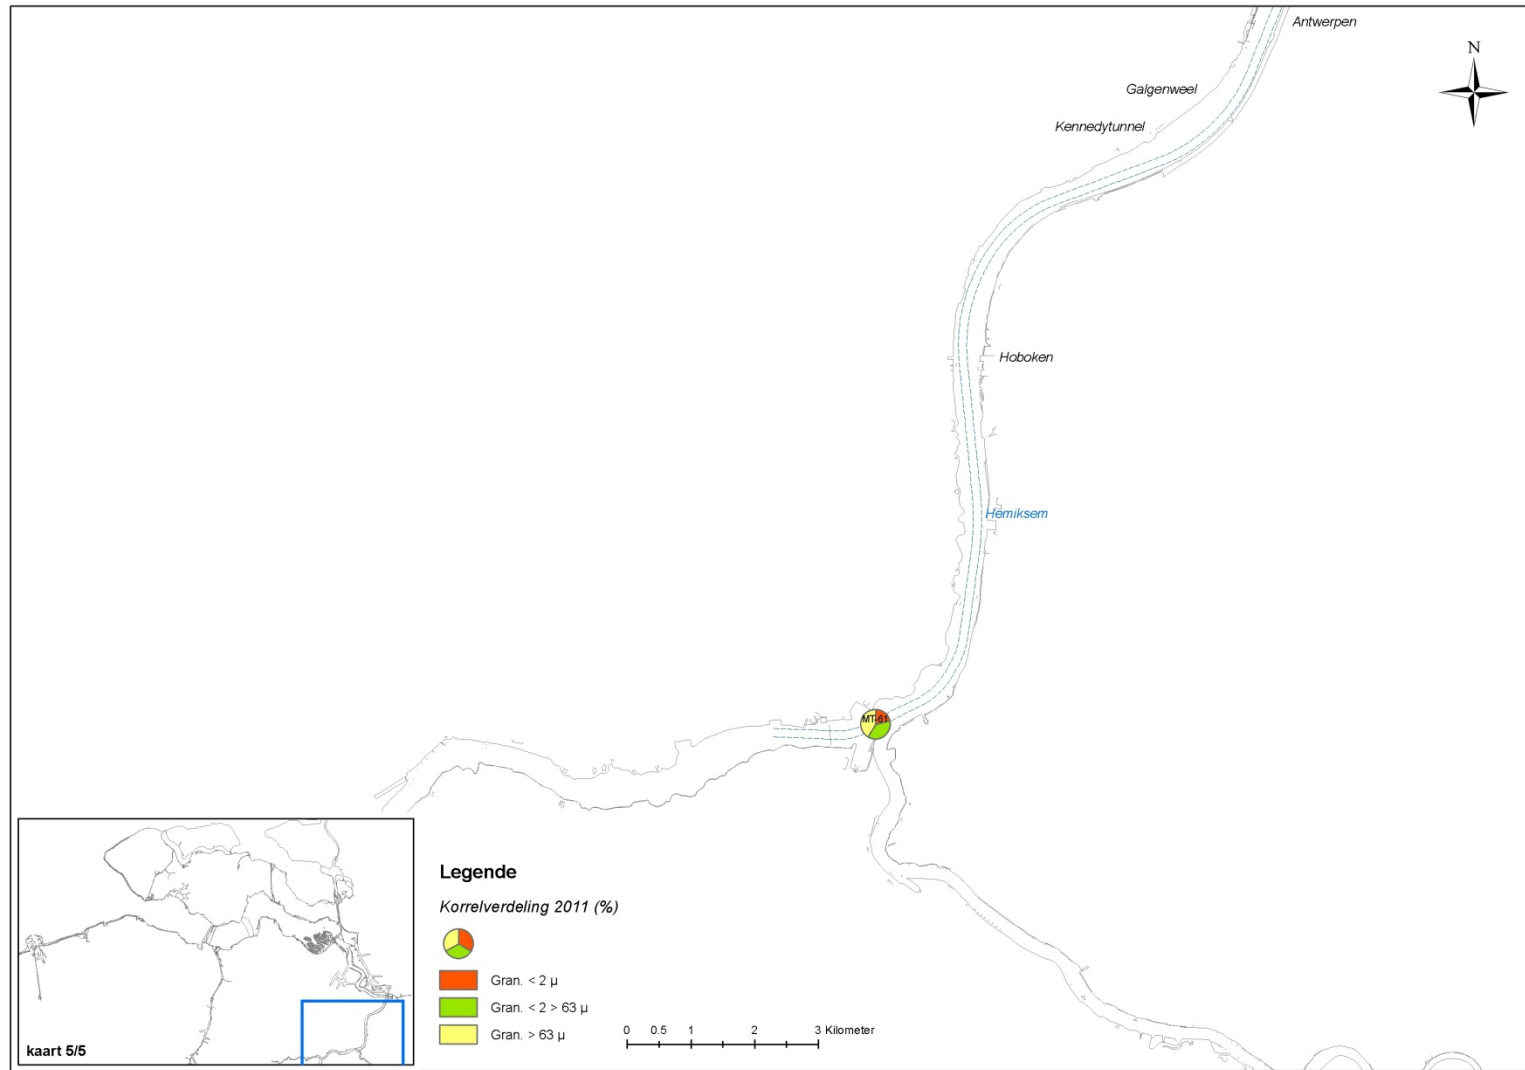 Antwerpen
N
Galgenweel
Kennedytunnel
Hoboken
Hemiksem
MT-61
Legende
Korrelverdeling 2011 (%)
Gran. < 2 µ
Gran. < 2 > 63 µ
Gran. > 63 µ
0 0.5 1 2 3 Kilometer
kaart 5/5